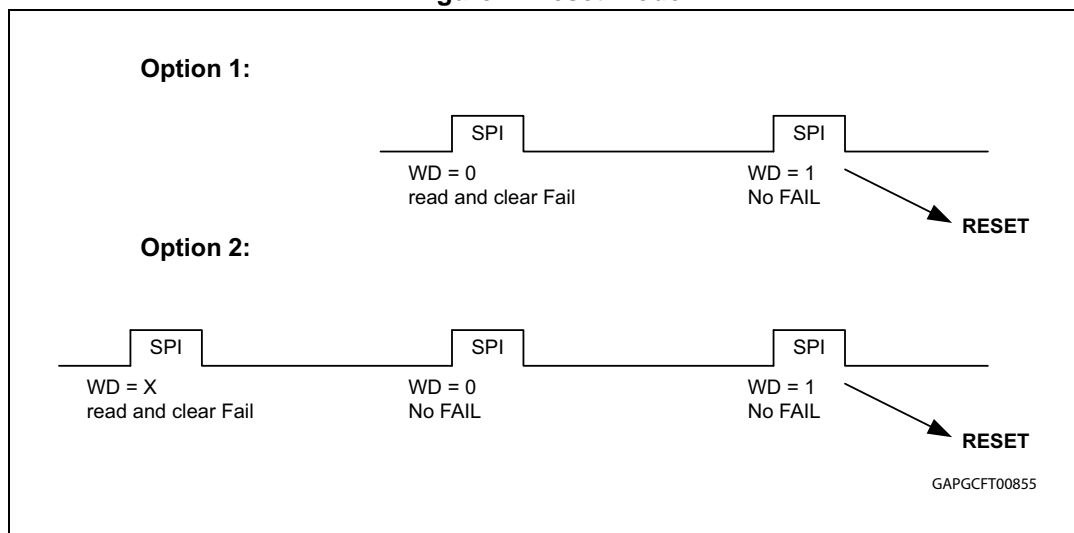 Option 1:
SPI SPI
WD = 0 WD = 1
read and clear Fail No FAIL
RESET
Option 2:
SPI SPI SPI
WD = X WD = 0 WD = 1
read and clear Fail No FAIL No FAIL
RESET
GAPGCFT00855